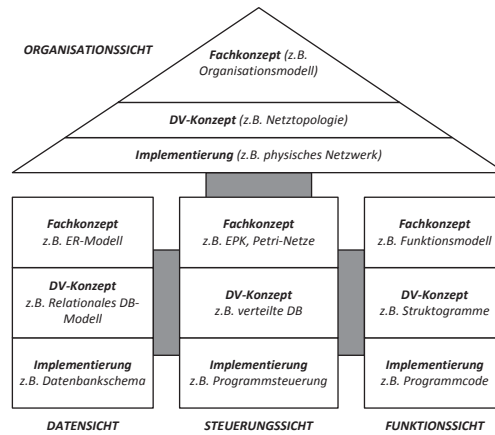 ORGANISATIONSSICHT
Fachkonzept (z.B.
Organisationsmodell)
DV-Konzept (z.B. Netztopologie)
Implementierung (z.B. physisches Netzwerk)
Fachkonzept
z.B. ER-Modell
DV-Konzept
z.B. Relationales DB-
Modell
Implementierung
z.B. Datenbankschema
DATENSICHT
Fachkonzept
z.B. EPK, Petri-Netze
DV-Konzept
z.B. verteilte DB
Implementierung
z.B. Programmsteuerung
STEUERUNGSSICHT
Fachkonzept
z.B. Funktionsmodell
DV-Konzept
z.B. Struktogramme
Implementierung
z.B. Programmcode
FUNKTIONSSICHT